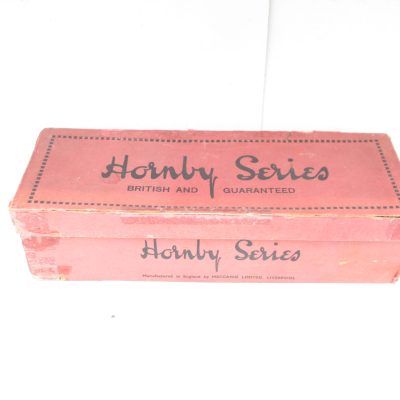 Hornby Series
BRITISH AND GUARANTEED
Hornby Series
Manufactured in England by MECCANO LIMITED, LIVERPOOL